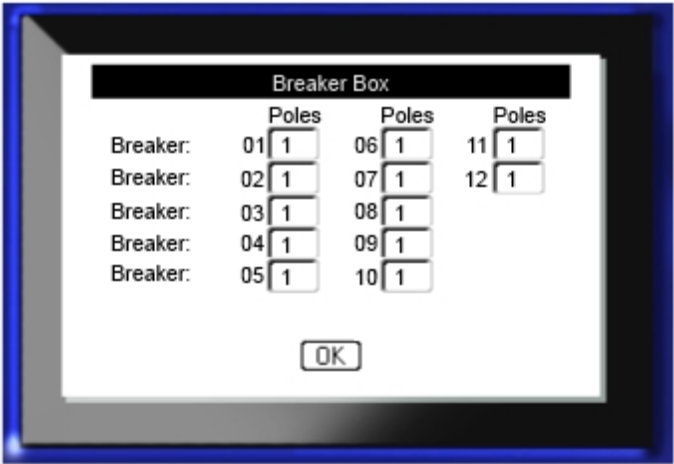 Breaker Box
Poles Poles Poles
Breaker: 01 1 06 1 11 1
Breaker: 02 1 07 1 12 1
Breaker: 03 1 08 1
Breaker: 04 1 09 1
Breaker: 05 1 10 1
OK